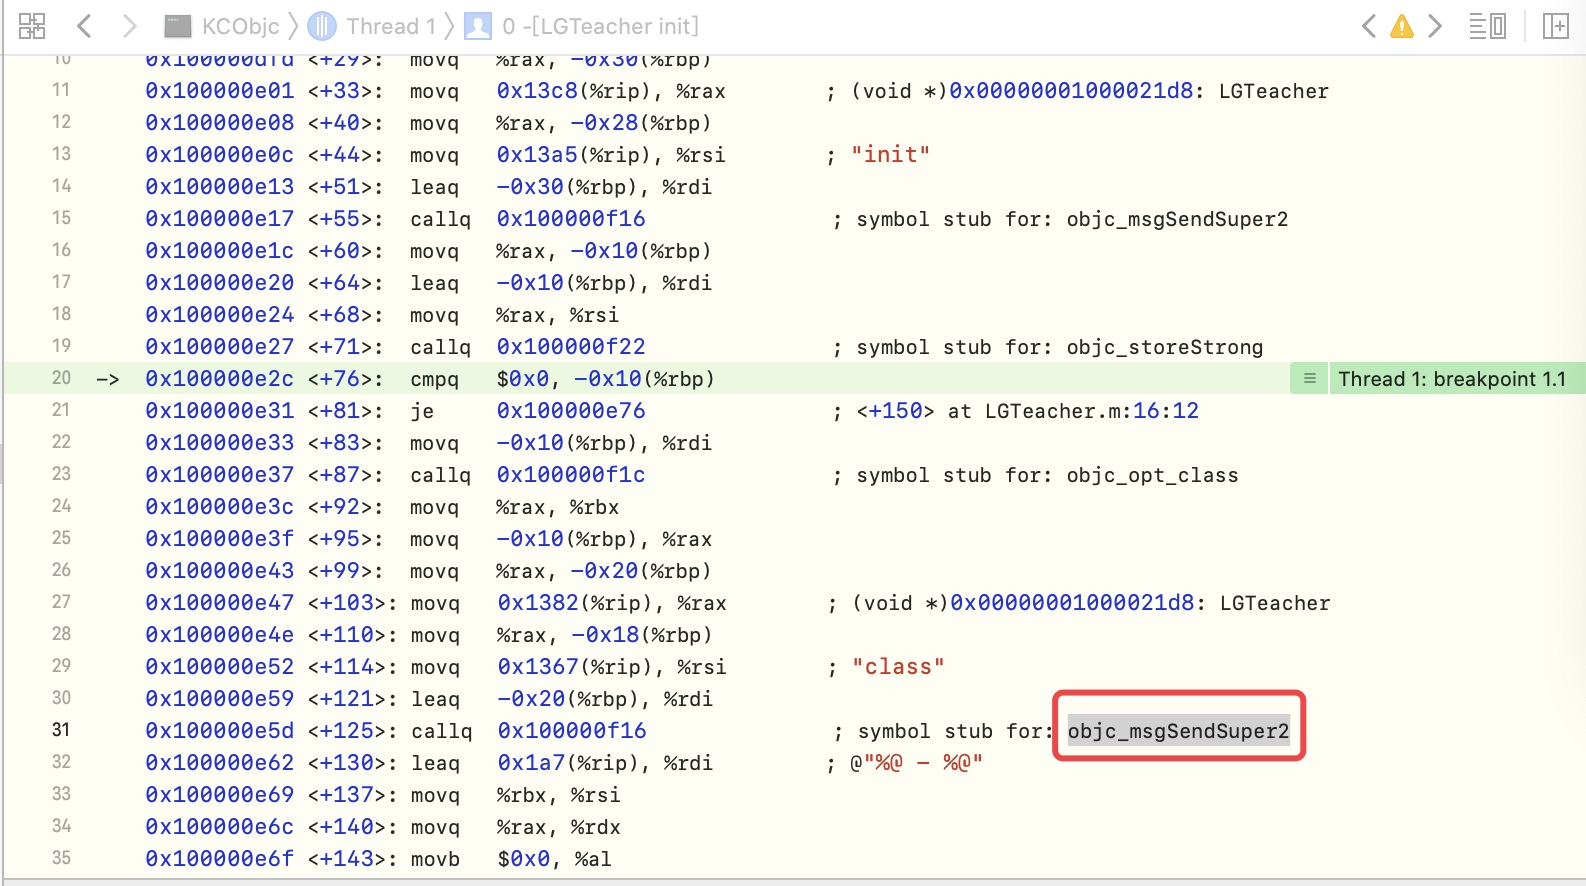 KCObjc Thread 1 0 -[LGTeacher init]
10 0x100000dfd <+29>: movq %rax, -0x30(%rbp)
11 0x100000e01 <+33>: movq 0x13c8(%rip), %rax ; (void *)0x00000001000021d8: LGTeacher
12 0x100000e08 <+40>: movq %rax, -0x28(%rbp)
13 0x100000e0c <+44>: movq 0x13a5(%rip), %rsi ; "init"
14 0x100000e13 <+51>: leaq -0x30(%rbp), %rdi
15 0x100000e17 <+55>: callq 0x100000f16 ; symbol stub for: objc_msgSendSuper2
16 0x100000e1c <+60>: movq %rax, -0x10(%rbp)
17 0x100000e20 <+64>: leaq -0x10(%rbp), %rdi
18 0x100000e24 <+68>: movq %rax, %rsi
19 0x100000e27 <+71>: callq 0x100000f22 ; symbol stub for: objc_storeStrong
20 -> 0x100000e2c <+76>: cmpq $0x0, -0x10(%rbp) Thread 1: breakpoint 1.1
21 0x100000e31 <+81>: je 0x100000e76 ; <+150> at LGTeacher.m:16:12
22 0x100000e33 <+83>: movq -0x10(%rbp), %rdi
23 0x100000e37 <+87>: callq 0x100000f1c ; symbol stub for: objc_opt_class
24 0x100000e3c <+92>: movq %rax, %rbx
25 0x100000e3f <+95>: movq -0x10(%rbp), %rax
26 0x100000e43 <+99>: movq %rax, -0x20(%rbp)
27 0x100000e47 <+103>: movq 0x1382(%rip), %rax ; (void *)0x00000001000021d8: LGTeacher
28 0x100000e4e <+110>: movq %rax, -0x18(%rbp)
29 0x100000e52 <+114>: movq 0x1367(%rip), %rsi ; "class"
30 0x100000e59 <+121>: leaq -0x20(%rbp), %rdi
31 0x100000e5d <+125>: callq 0x100000f16 ; symbol stub for: objc_msgSendSuper2
32 0x100000e62 <+130>: leaq 0x1a7(%rip), %rdi ; @"%@ - %@"
33 0x100000e69 <+137>: movq %rbx, %rsi
34 0x100000e6c <+140>: movq %rax, %rdx
35 0x100000e6f <+143>: movb $0x0, %al